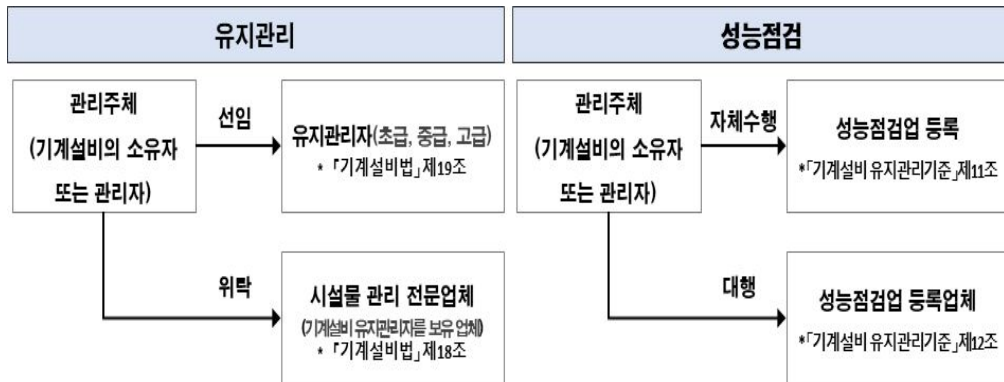 유지관리
관리주체
(기계설비의 소유자
또는 관리자)
선임
유지관리자(초급, 중급, 고급)
* 「기계설비법」제19조
위탁
시설물 관리 전문업체
(기계설비 유지관리자를 보유 업체)
* 「기계설비법」제18조
성능점검
관리주체
(기계설비의 소유자
또는 관리자)
자체수행
성능점검업 등록
*「기계설비 유지관리기준」제11조
대행
성능점검업 등록업체
*「기계설비 유지관리기준」제12조